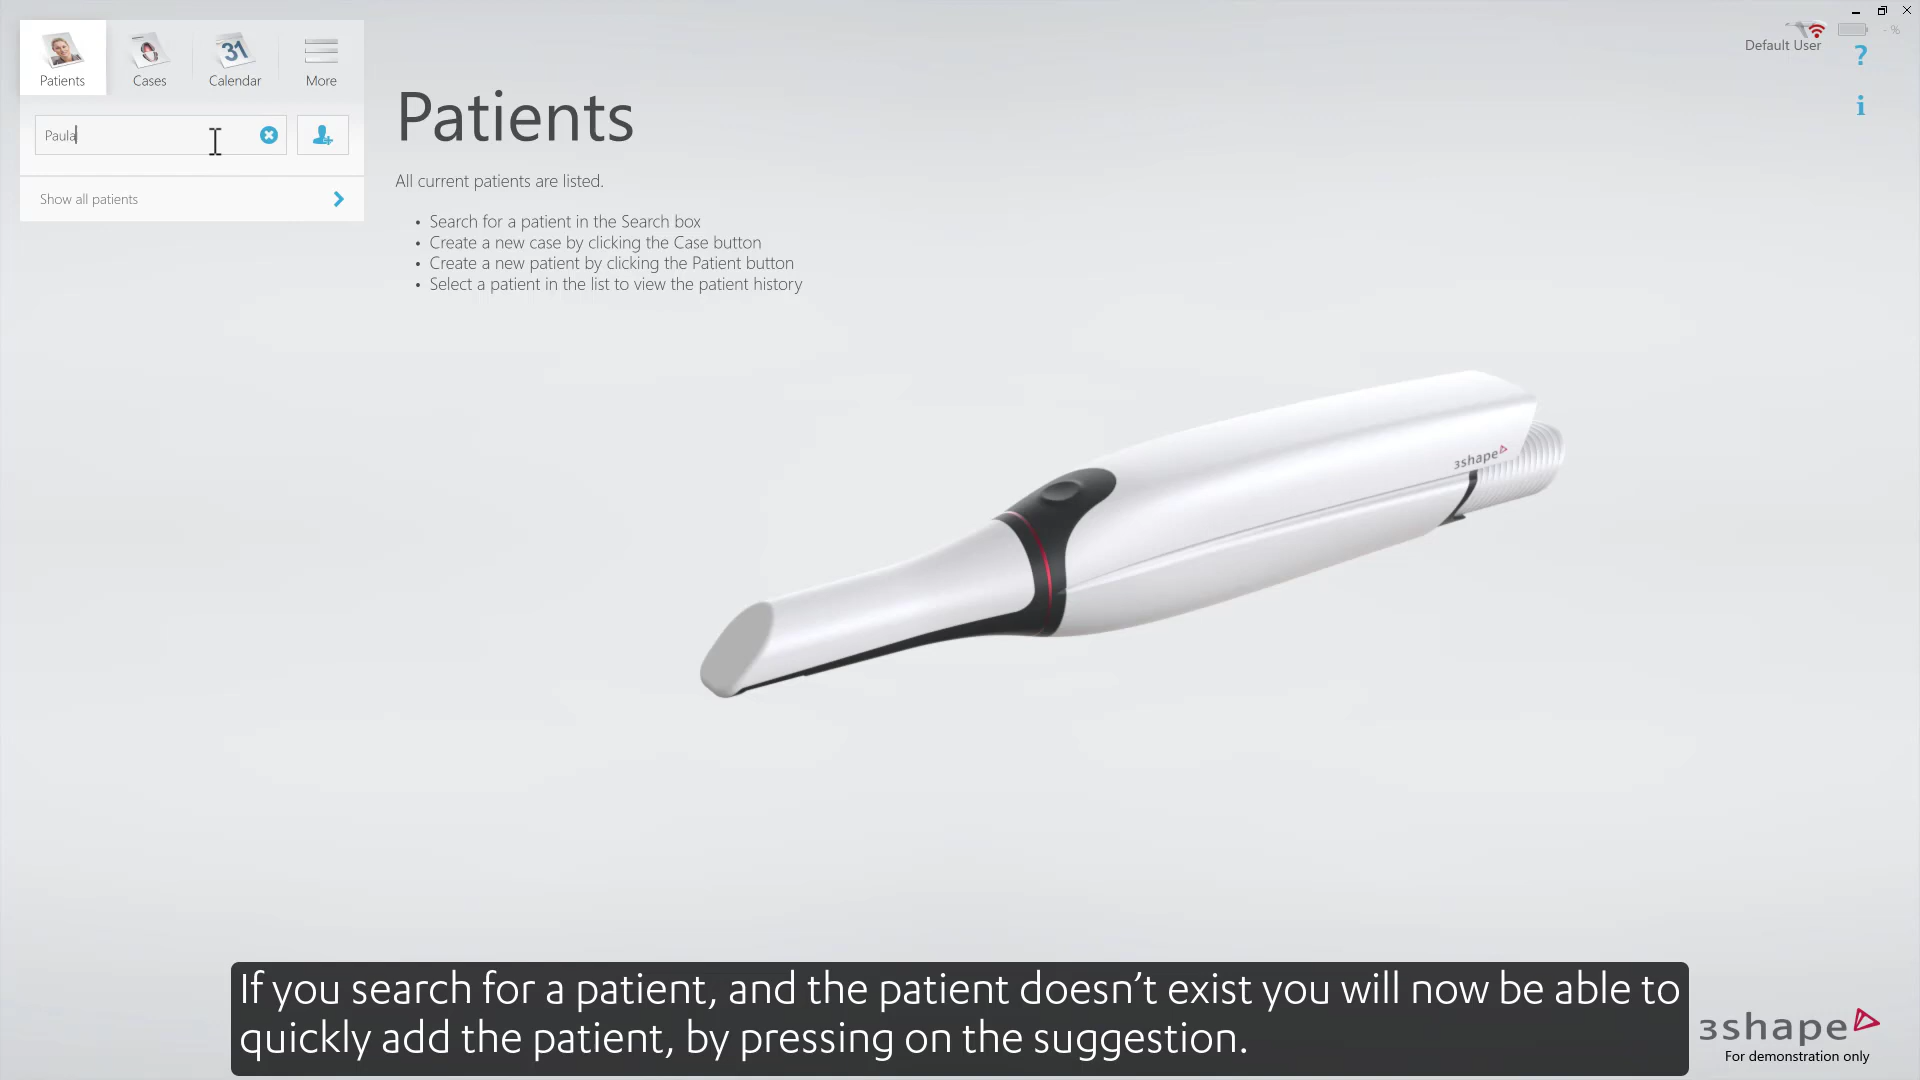 Default User
- %
Patients
Cases
31
Calendar
More
?
i
Paula
Show all patients
Patients
All current patients are listed.
• Search for a patient in the Search box
• Create a new case by clicking the Case button
• Create a new patient by clicking the Patient button
• Select a patient in the list to view the patient history
3shape
If you search for a patient, and the patient doesn’t exist you will now be able to
quickly add the patient, by pressing on the suggestion.
3shape
For demonstration only